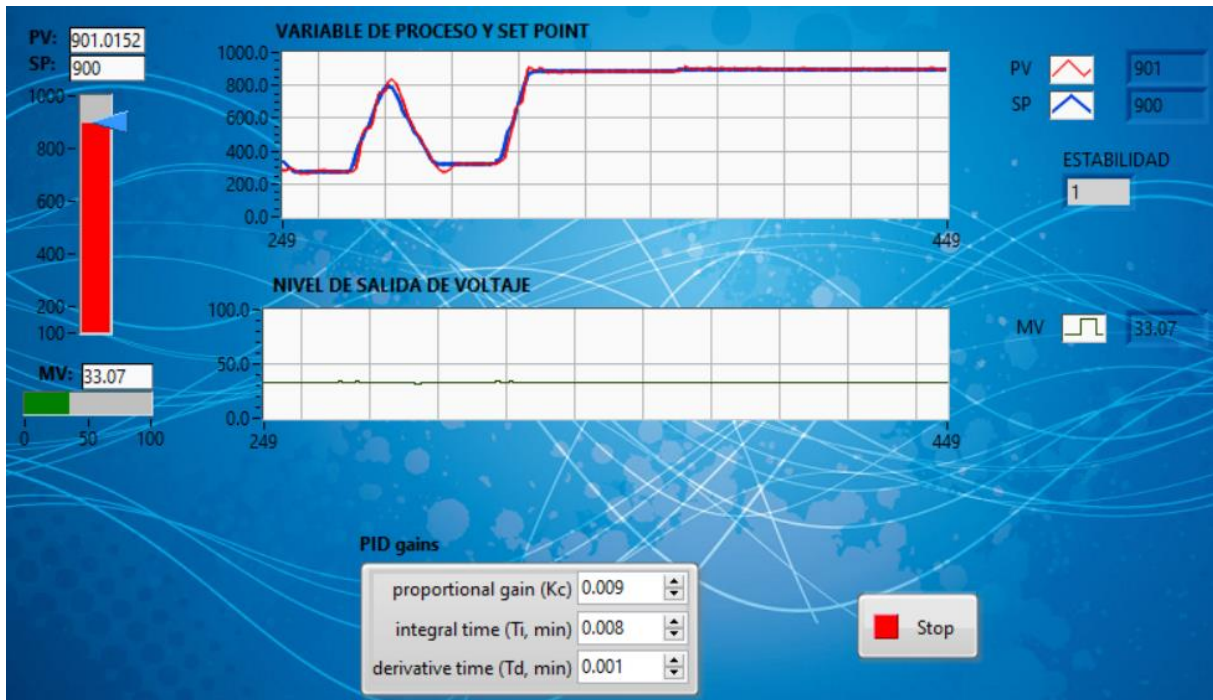 PV: 901.0152
SP: 900
1000
800
600
400
200
100
MV: 33.07
0 50 100
VARIABLE DE PROCESO Y SET POINT
1000.0
800.0
600.0
400.0
200.0
0.0
249 449
NIVEL DE SALIDA DE VOLTAJE
100.0
50.0
0.0
249 449
PV 901
SP 900
ESTABILIDAD
1
MV 33.07
PID gains
proportional gain (Kc) 0.009
integral time (Ti, min) 0.008
derivative time (Td, min) 0.001
Stop